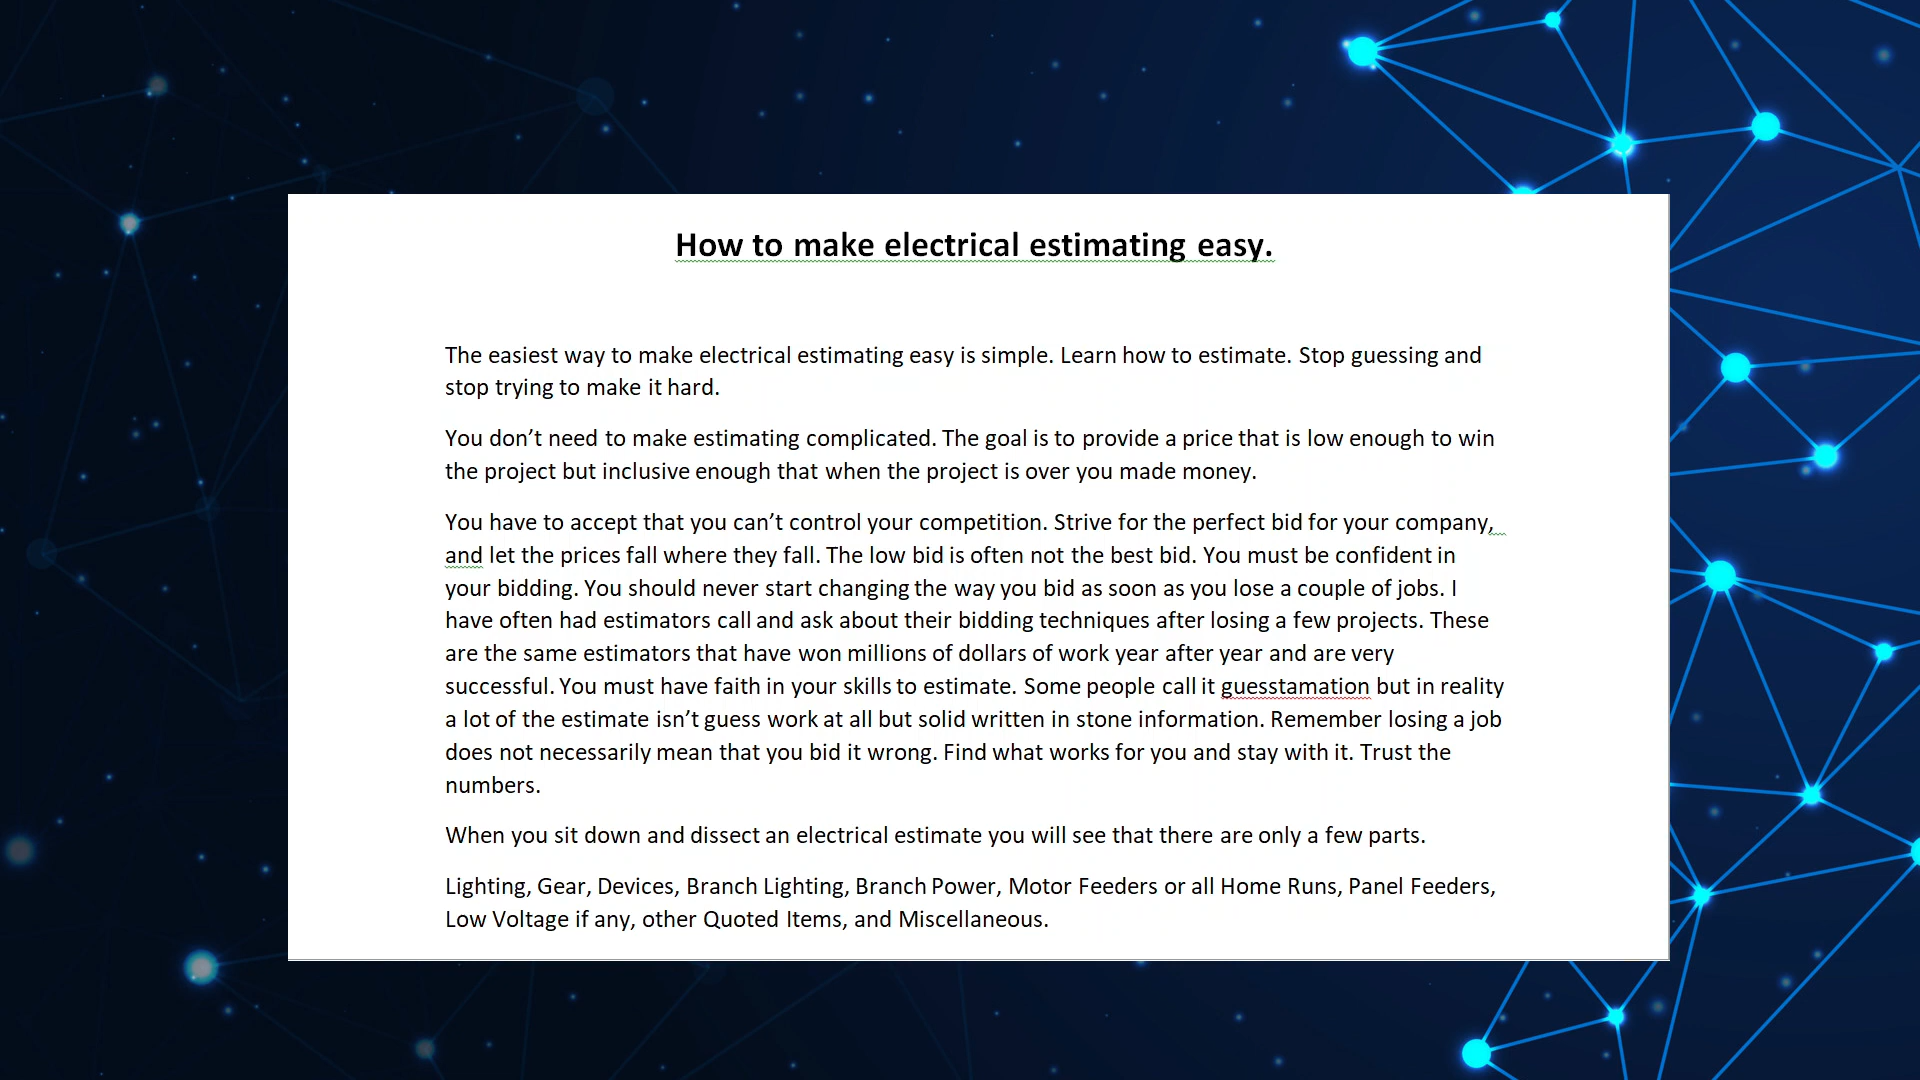 How to make electrical estimating easy.
The easiest way to make electrical estimating easy is simple. Learn how to estimate. Stop guessing and
stop trying to make it hard.
You don’t need to make estimating complicated. The goal is to provide a price that is low enough to win
the project but inclusive enough that when the project is over you made money.
You have to accept that you can’t control your competition. Strive for the perfect bid for your company,
and let the prices fall where they fall. The low bid is often not the best bid. You must be confident in
your bidding. You should never start changing the way you bid as soon as you lose a couple of jobs. I
have often had estimators call and ask about their bidding techniques after losing a few projects. These
are the same estimators that have won millions of dollars of work year after year and are very
successful. You must have faith in your skills to estimate. Some people call it guesstamation but in reality
a lot of the estimate isn’t guess work at all but solid written in stone information. Remember losing a job
does not necessarily mean that you bid it wrong. Find what works for you and stay with it. Trust the
numbers.
When you sit down and dissect an electrical estimate you will see that there are only a few parts.
Lighting, Gear, Devices, Branch Lighting, Branch Power, Motor Feeders or all Home Runs, Panel Feeders,
Low Voltage if any, other Quoted Items, and Miscellaneous.